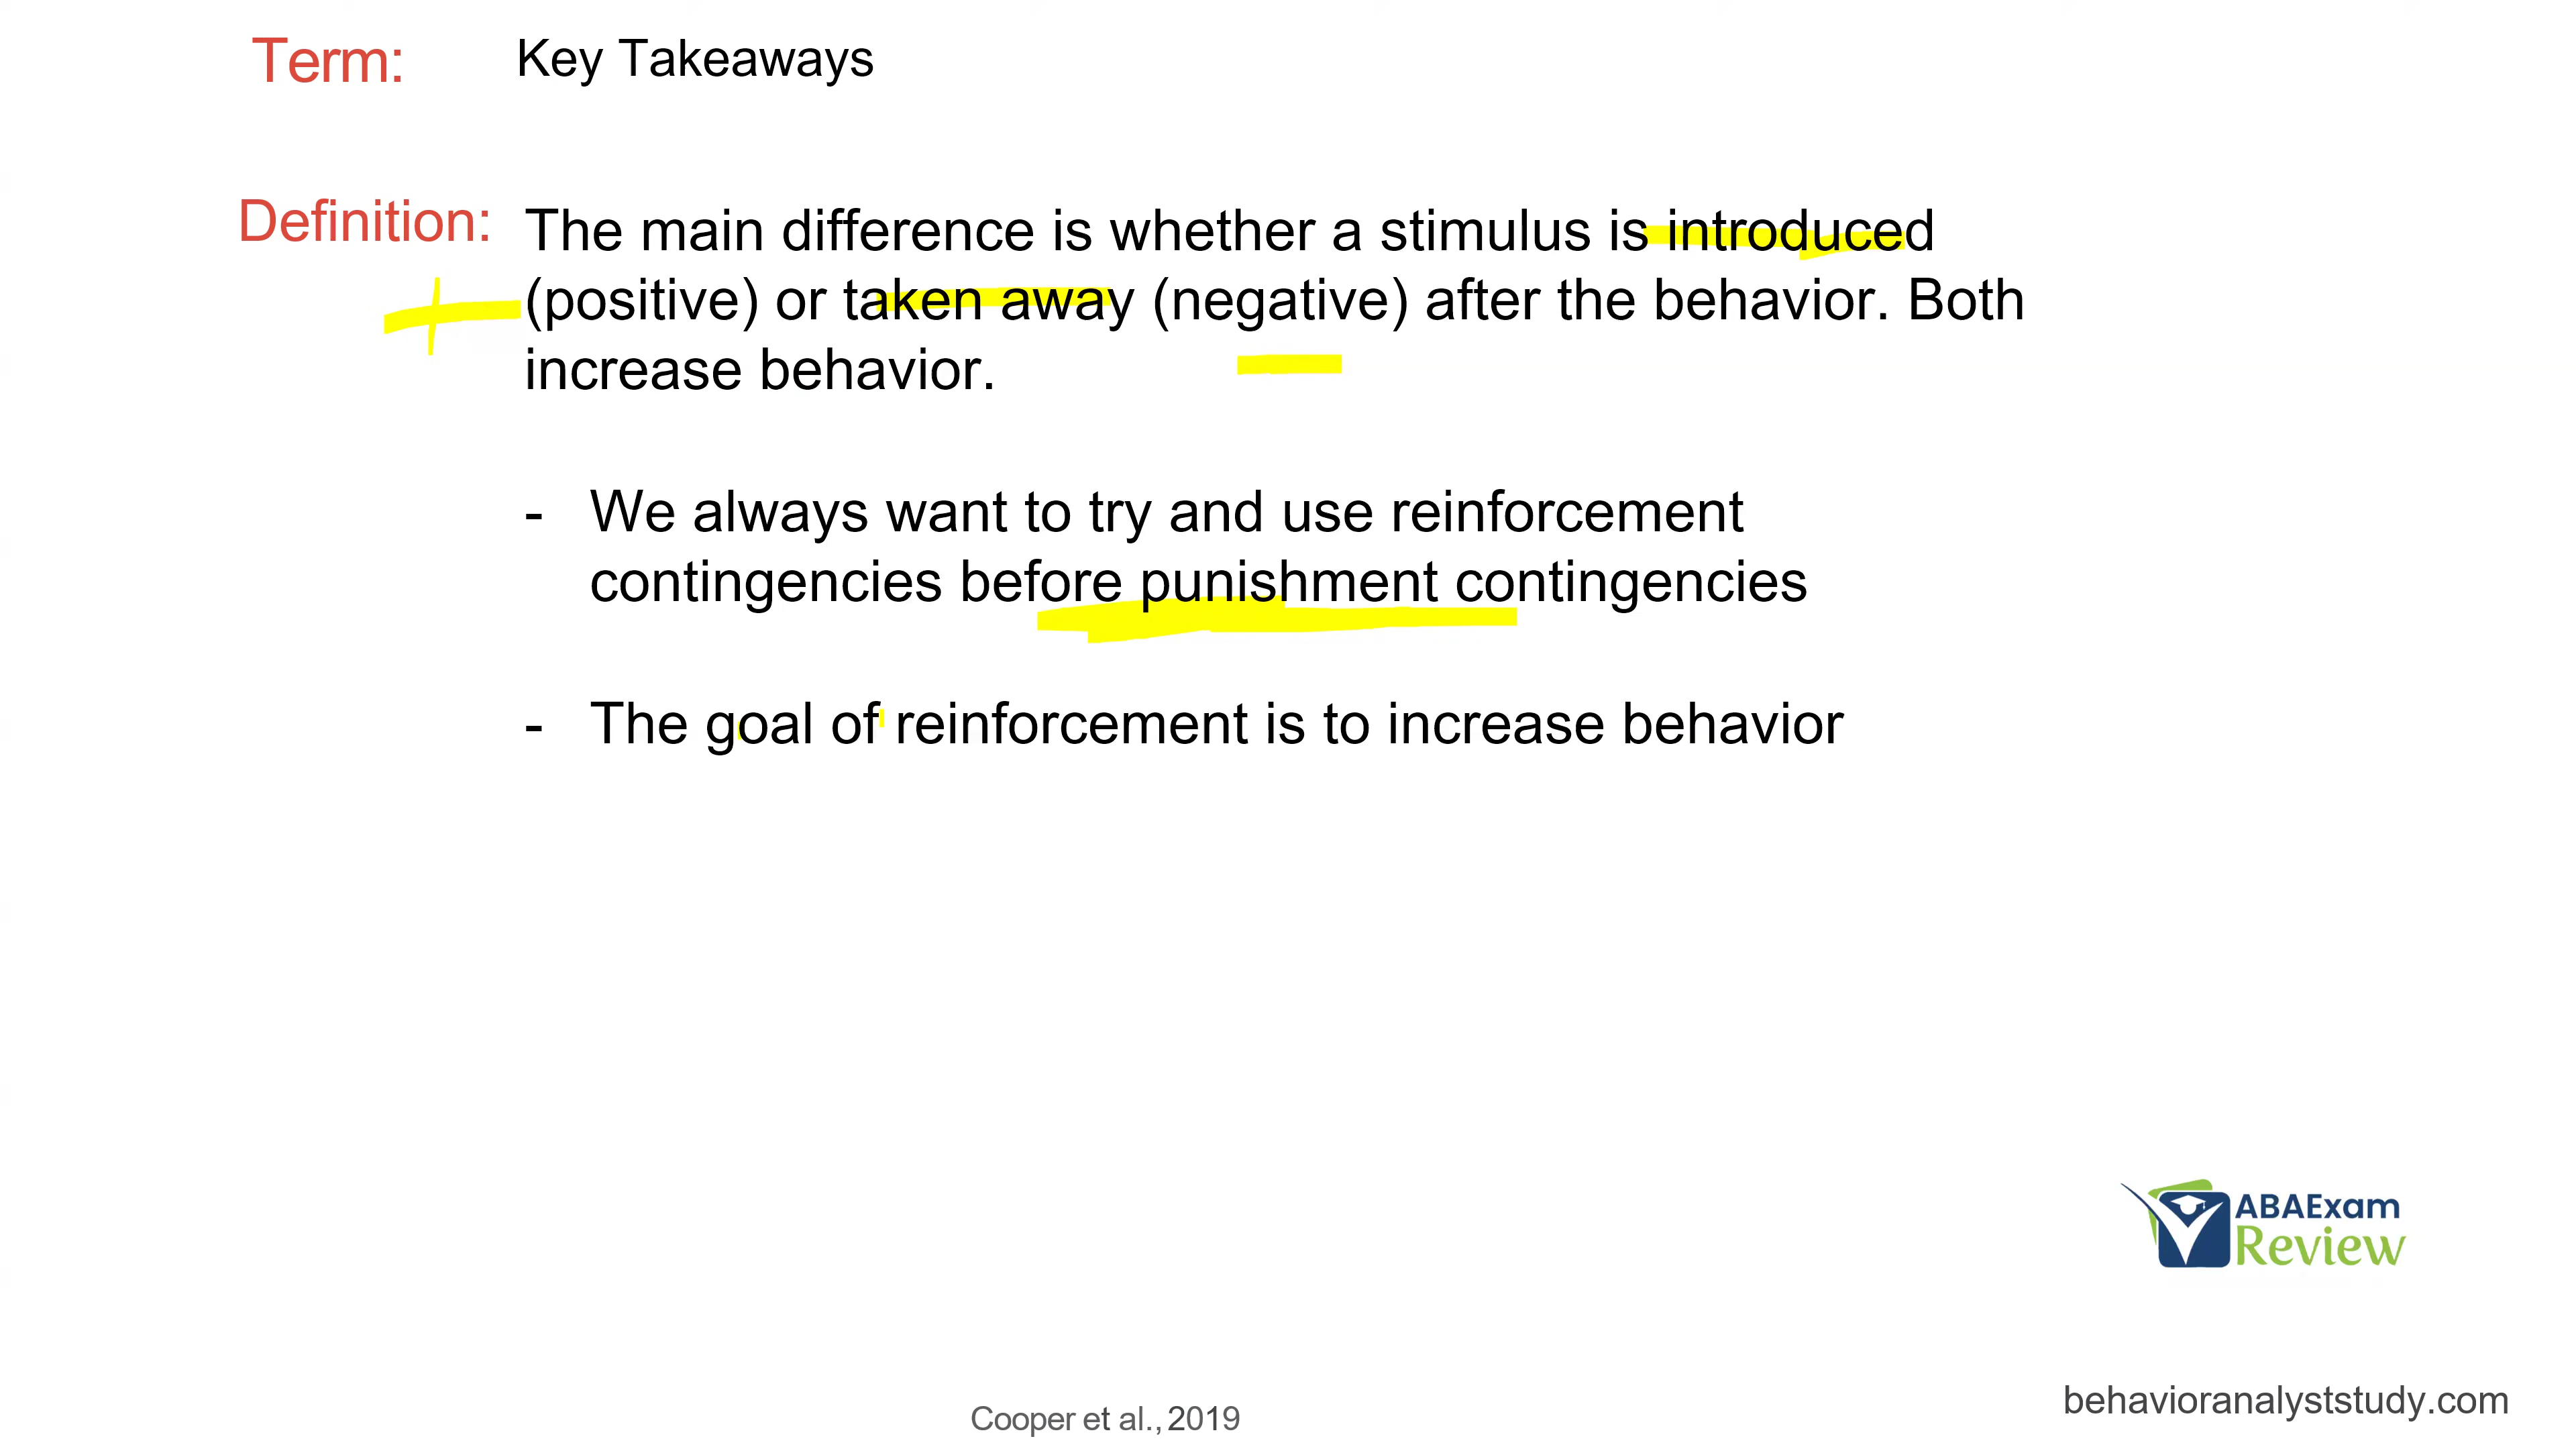 Term: Key Takeaways
Definition: The main difference is whether a stimulus is introduced
(positive) or taken away (negative) after the behavior. Both
increase behavior.
- We always want to try and use reinforcement
contingencies before punishment contingencies
- The goal of reinforcement is to increase behavior
ABAExam
Review
behavioranalyststudy.com
Cooper et al., 2019